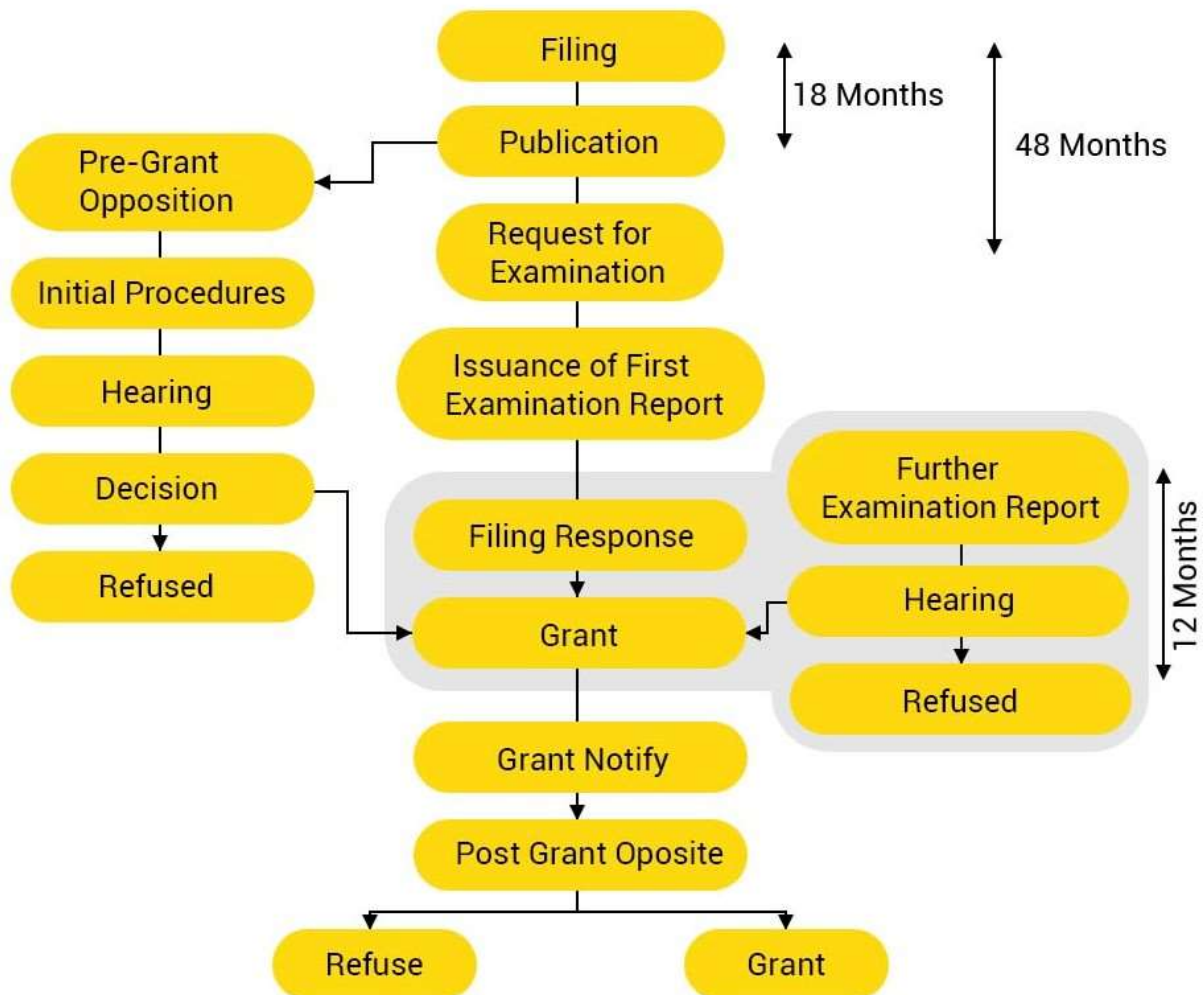 Filing
18 Months
48 Months
Publication
Pre-Grant
Opposition
Request for
Examination
Initial Procedures
Issuance of First
Examination Report
Hearing
Decision
Further
Examination Report
12 Months
Filing Response
Refused
Hearing
Grant
Refused
Grant Notify
Post Grant Oposite
Refuse
Grant